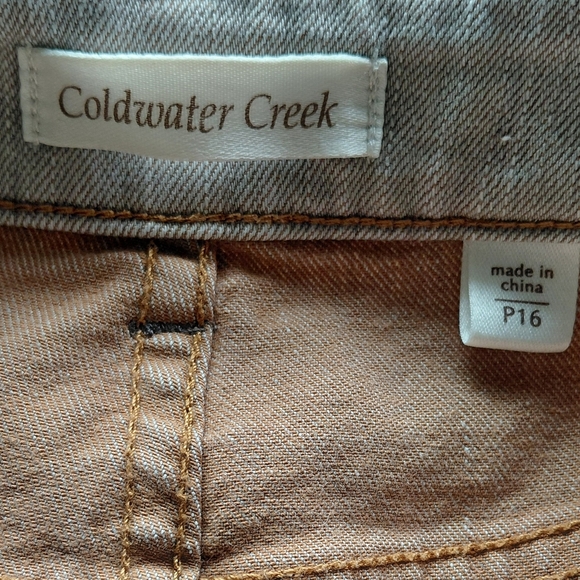 Coldwater Creek
made in
china
P16